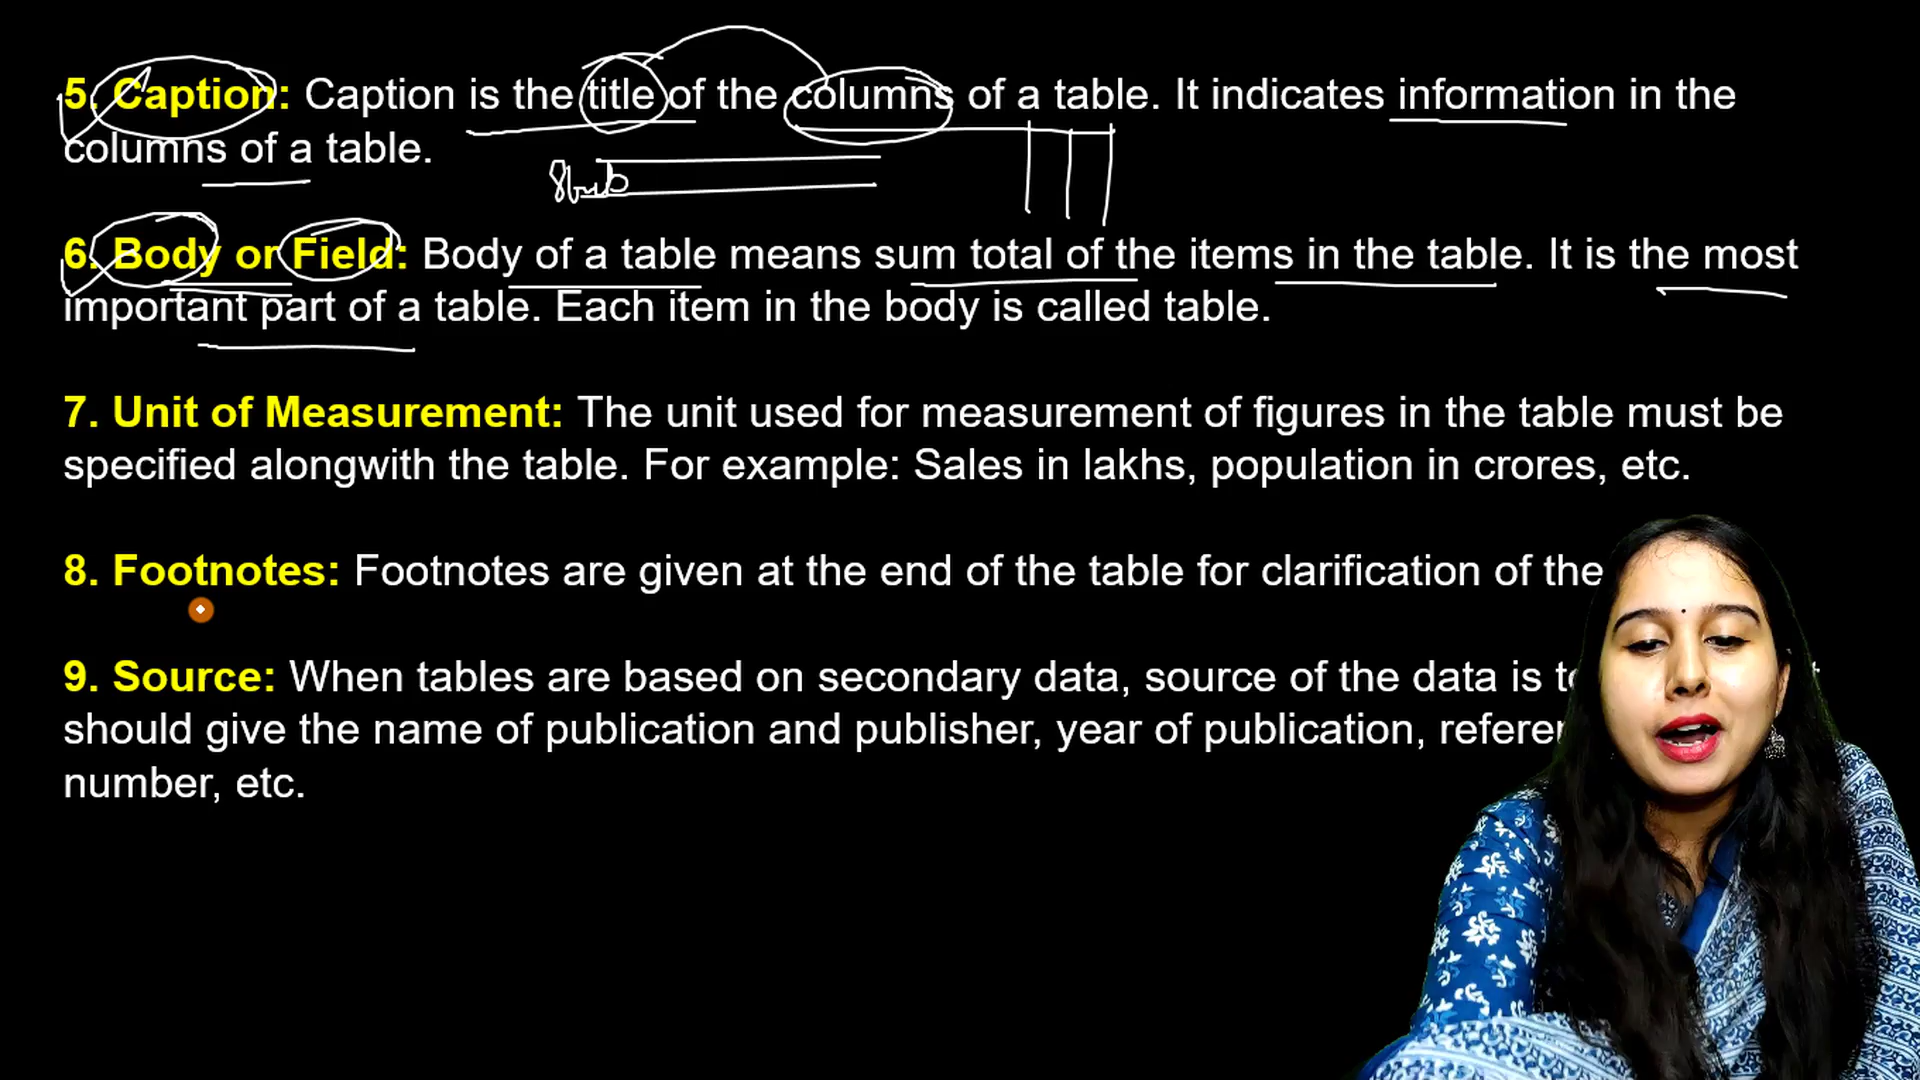 5. Caption: Caption is the title of the columns of a table. It indicates information in the
columns of a table.
Stub
6. Body or Field: Body of a table means sum total of the items in the table. It is the most
important part of a table. Each item in the body is called table.
7. Unit of Measurement: The unit used for measurement of figures in the table must be
specified alongwith the table. For example: Sales in lakhs, population in crores, etc.
8. Footnotes: Footnotes are given at the end of the table for clarification of the
9. Source: When tables are based on secondary data, source of the data is
should give the name of publication and publisher, year of publication,
number, etc.